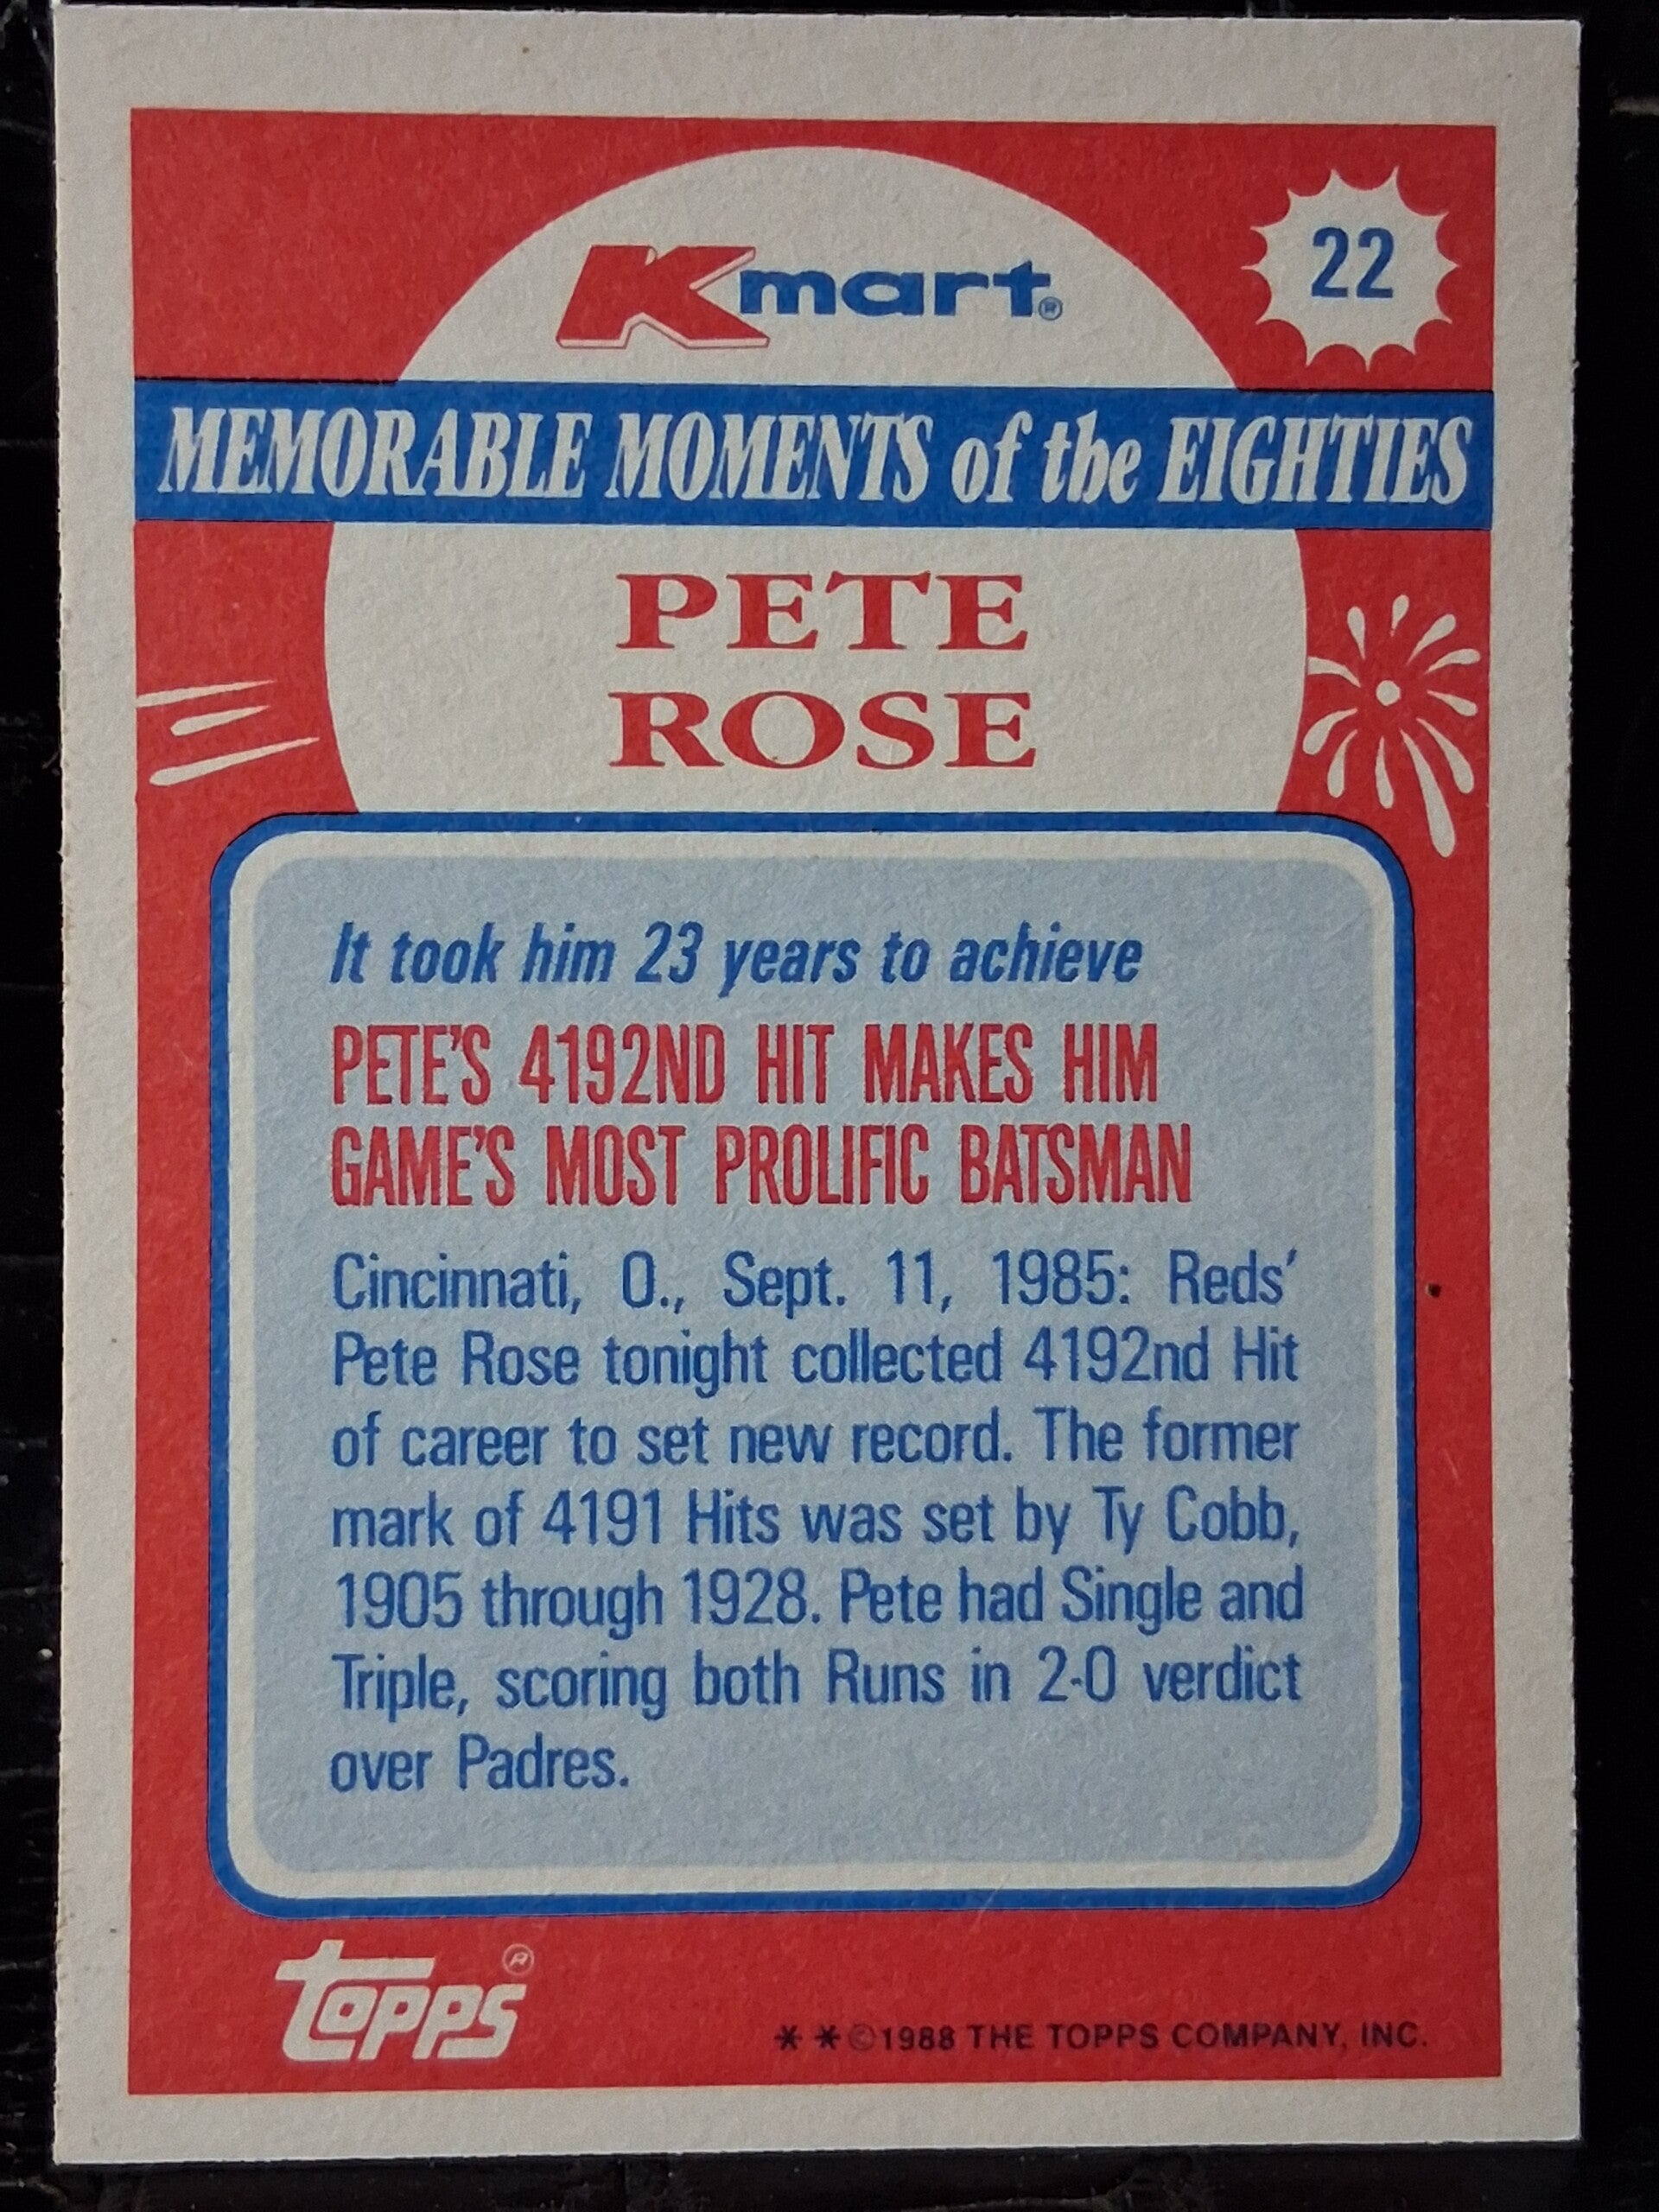 Kmart®
22
MEMORABLE MOMENTS of the EIGHTIES
PETE
ROSE
It took him 23 years to achieve
PETE'S 4192ND HIT MAKES HIM
GAME'S MOST PROLIFIC BATSMAN
Cincinnati, O., Sept. 11, 1985: Reds'
Pete Rose tonight collected 4192nd Hit
of career to set new record. The former
mark of 4191 Hits was set by Ty Cobb,
1905 through 1928. Pete had Single and
Triple, scoring both Runs in 2-0 verdict
over Padres.
topps®
* * © 1988 THE TOPPS COMPANY, INC.